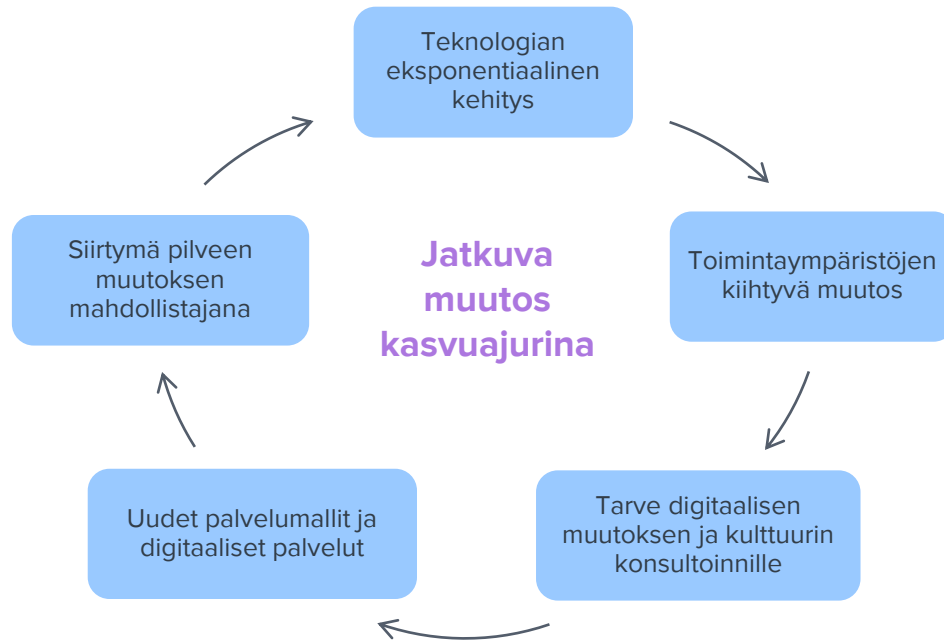 Teknologian
eksponentiaalinen
kehitys
Toimintaympäristöjen
kiihtyvä muutos
Tarve digitaalisen
muutoksen ja kulttuurin
konsultoinnille
Uudet palvelumallit ja
digitaaliset palvelut
Siirtymä pilveen
muutoksen
mahdollistajana
Jatkuva
muutos
kasvuajurina